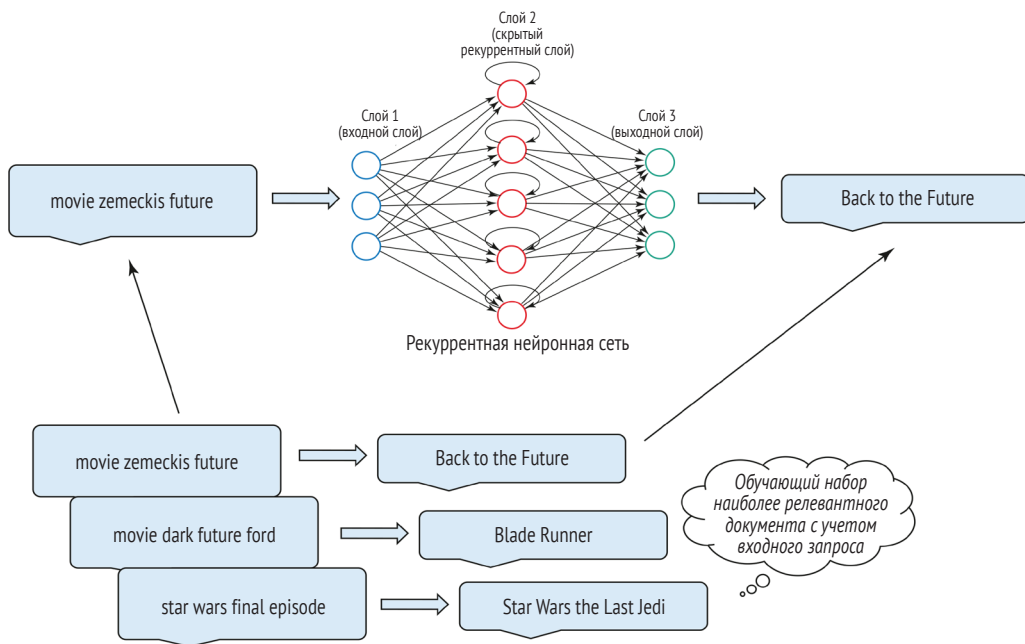 Слой 2
(скрытый
рекуррентный слой)
Слой 1
(входной слой)
Слой 3
(выходной слой)
movie zemeckis future
Back to the Future
Рекуррентная нейронная сеть
movie zemeckis future
Back to the Future
movie dark future ford
Blade Runner
star wars final episode
Star Wars the Last Jedi
Обучающий набор
наиболее релевантного
документа с учетом
входного запроса